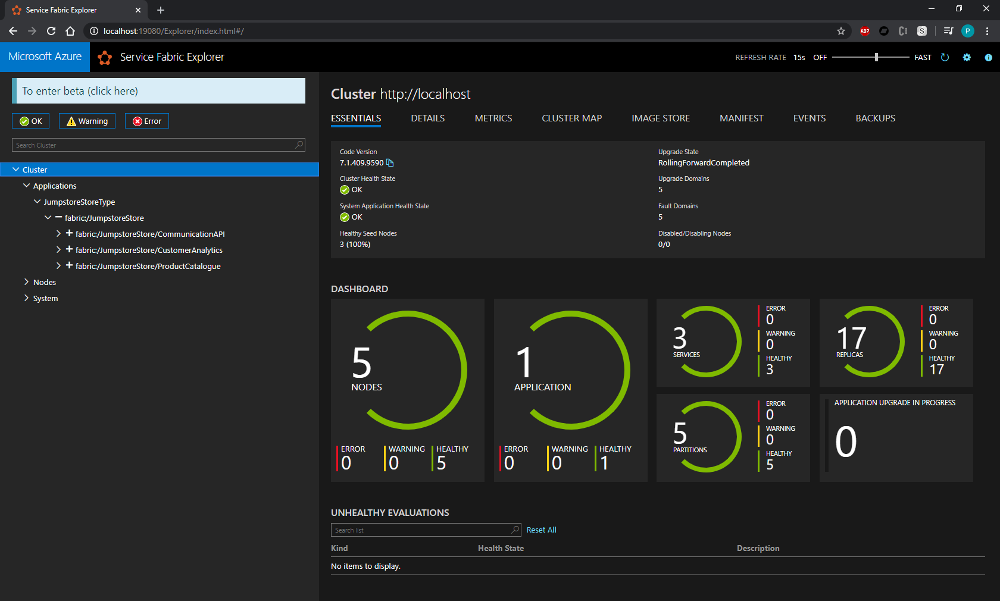 Service Fabric Explorer
localhost:19080/Explorer/index.html#/
ABP
S
P
Microsoft Azure
Service Fabric Explorer
REFRESH RATE 15s OFF FAST
To enter beta (click here)
OK Warning Error
Search Cluster
Cluster
Applications
JumpstoreStoreType
fabric:/JumpstoreStore
fabric:/JumpstoreStore/CommunicationAPI
fabric:/JumpstoreStore/CustomerAnalytics
fabric:/JumpstoreStore/ProductCatalogue
Nodes
System
Cluster http://localhost
ESSENTIALS DETAILS METRICS CLUSTER MAP IMAGE STORE MANIFEST EVENTS BACKUPS
Code Version
7.1.409.9590
Cluster Health State
OK
System Application Health State
OK
Healthy Seed Nodes
3 (100%)
Upgrade State
RollingForwardCompleted
Upgrade Domains
5
Fault Domains
5
Disabled/Disabling Nodes
0/0
DASHBOARD
5
NODES
ERROR
0
WARNING
0
HEALTHY
5
1
APPLICATION
ERROR
0
WARNING
0
HEALTHY
1
3
SERVICES
ERROR
0
WARNING
0
HEALTHY
3
17
REPLICAS
ERROR
0
WARNING
0
HEALTHY
17
5
PARTITIONS
ERROR
0
WARNING
0
HEALTHY
5
APPLICATION UPGRADE IN PROGRESS
0
UNHEALTHY EVALUATIONS
Search list
Reset All
Kind Health State Description
No items to display.